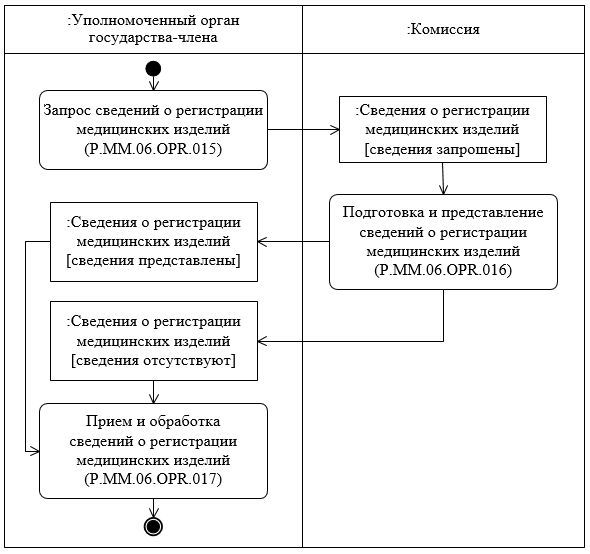 :Уполномоченный орган
государства-члена
:Комиссия
Запрос сведений о регистрации
медицинских изделий
(P.MM.06.OPR.015)
:Сведения о регистрации
медицинских изделий
[сведения запрошены]
Подготовка и представление
сведений о регистрации
медицинских изделий
(P.MM.06.OPR.016)
:Сведения о регистрации
медицинских изделий
[сведения представлены]
:Сведения о регистрации
медицинских изделий
[сведения отсутствуют]
Прием и обработка
сведений о регистрации
медицинских изделий
(P.MM.06.OPR.017)